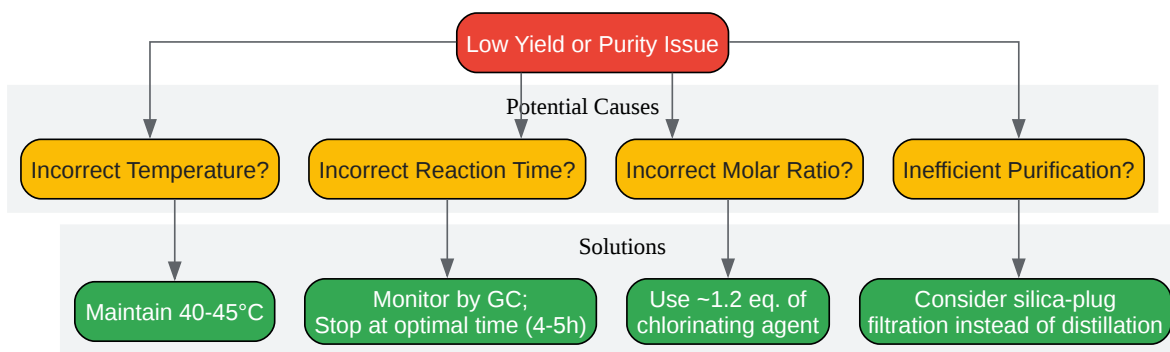 Low Yield or Purity Issue
Potential Causes
Incorrect Temperature?
Incorrect Reaction Time?
Incorrect Molar Ratio?
Inefficient Purification?
Solutions
Maintain 40-45°C
Monitor by GC;
Stop at optimal time (4-5h)
Use ~1.2 eq. of
chlorinating agent
Consider silica-plug
filtration instead of distillation